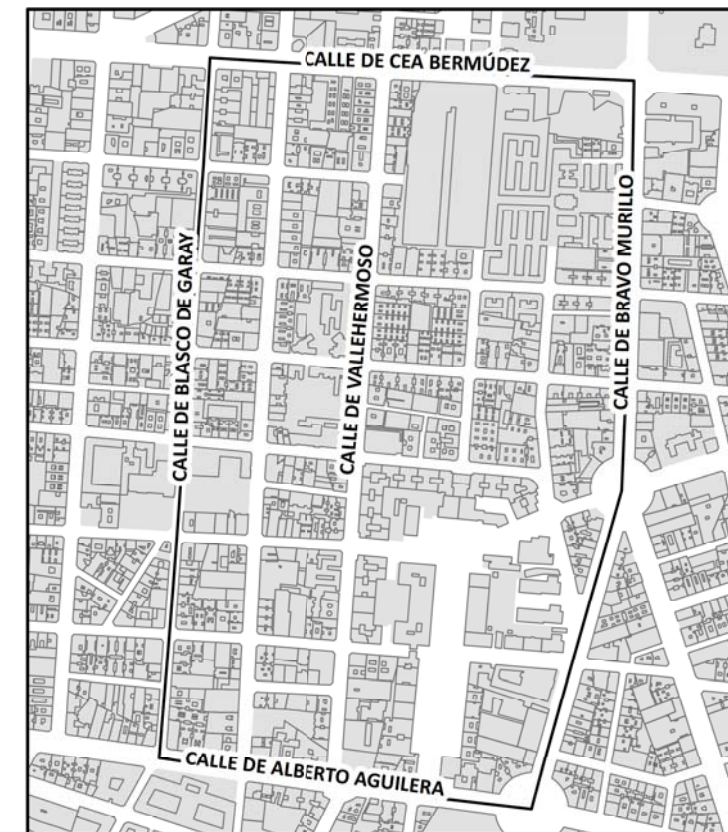 CALLE DE CEA BERMÚDEZ
CALLE DE BLASCO DE GARAY
CALLE DE VALLEHERMOSO
CALLE DE BRAVO MURILLO
CALLE DE ALBERTO AGUILERA